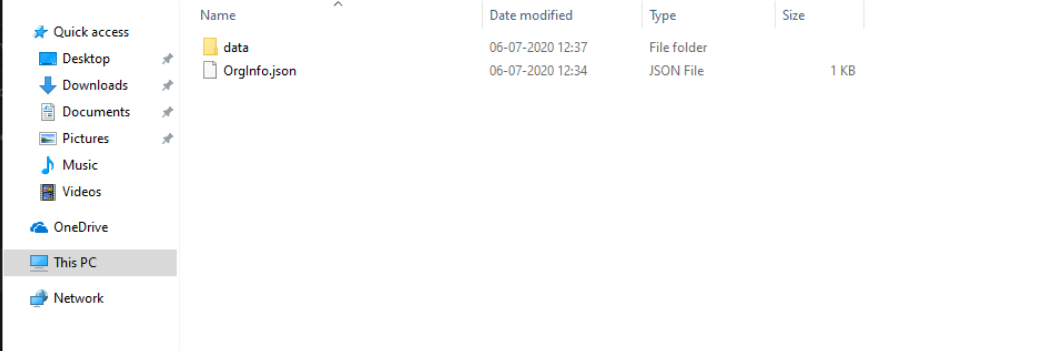 Name Date modified Type Size
Quick access
Desktop
Downloads
Documents
Pictures
Music
Videos
OneDrive
This PC
Network
data 06-07-2020 12:37 File folder
OrgInfo.json 06-07-2020 12:34 JSON File 1 KB